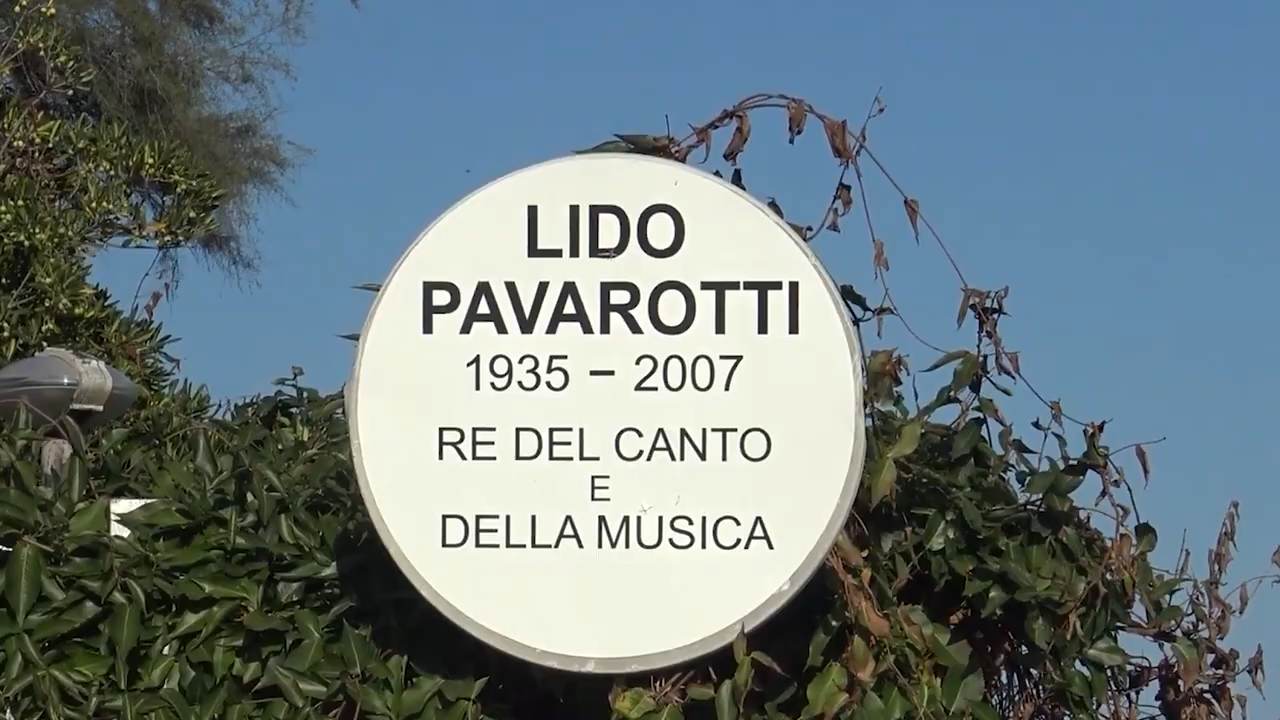 LIDO
PAVAROTTI
1935 – 2007
RE DEL CANTO
E
DELLA MUSICA